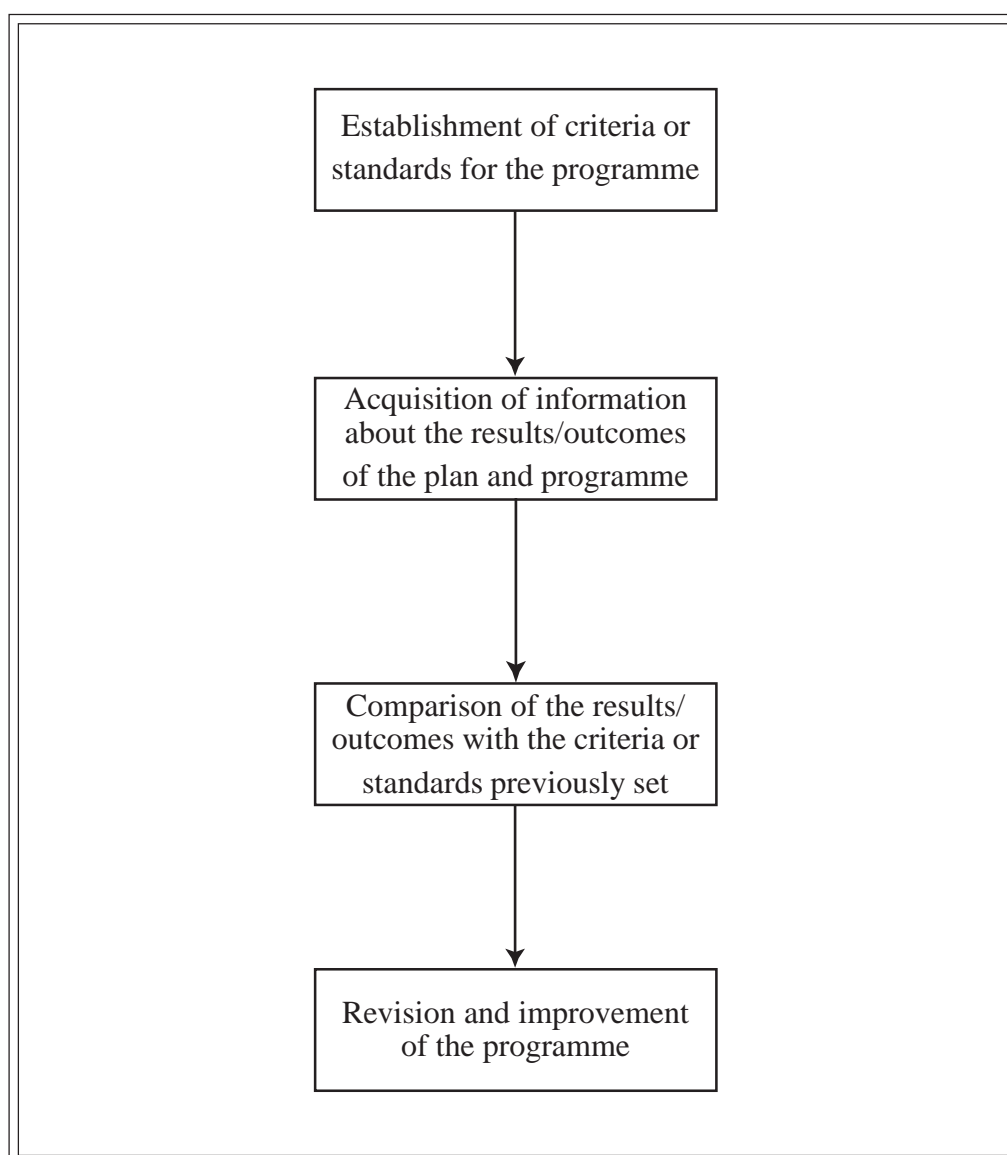 Establishment of criteria or
standards for the programme
Acquisition of information
about the results/outcomes
of the plan and programme
Comparison of the results/
outcomes with the criteria or
standards previously set
Revision and improvement
of the programme